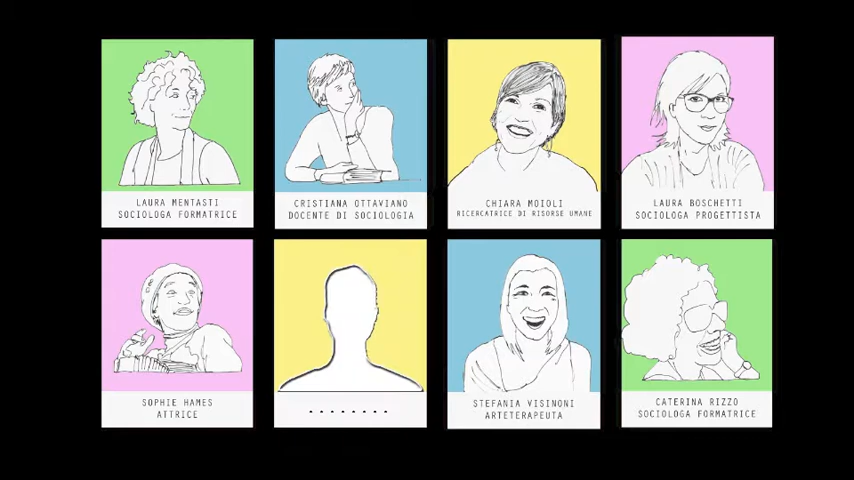 LAURA MENTASTI
SOCIOLOGA FORMATRICE
CRISTIANA OTTAVIANO
DOCENTE DI SOCIOLOGIA
CHIARA MOIOLI
RICERCATRICE DI RISORSE UMANE
LAURA BOSCHETTI
SOCIOLOGA PROGETTISTA
SOPHIE HAMES
ATTRICE
........
STEFANIA VISINONI
ARTETERAPEUTA
CATERINA RIZZO
SOCIOLOGA FORMATRICE